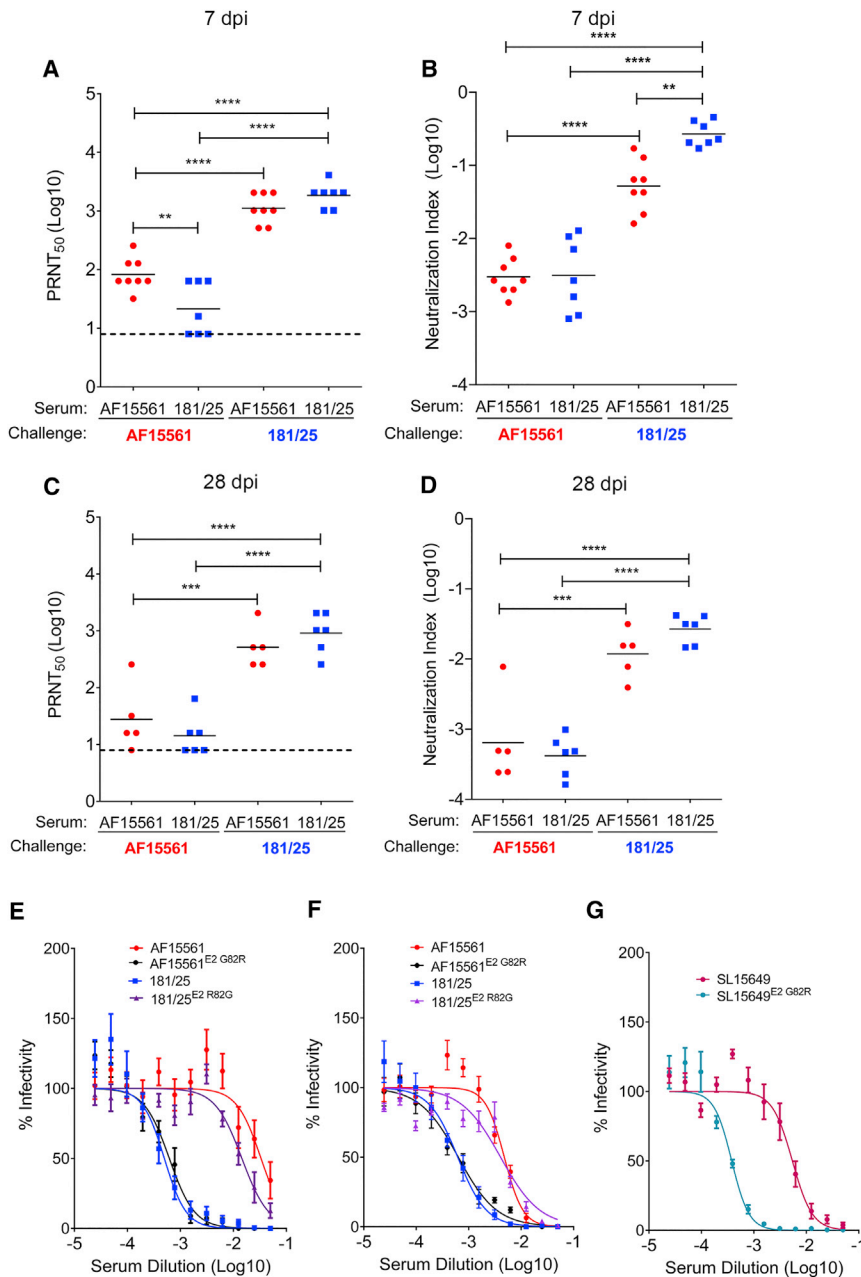 7 dpi
7 dpi
A
B
****
****
****
**
PRNT50 (Log10)
5
4
3
2
1
0
Serum: AF15561 181/25 AF15561 181/25
Challenge: AF15561 181/25
****
****
**
****
Neutralization Index (Log10)
-0
-1
-2
-3
-4
Serum: AF15561 181/25 AF15561 181/25
Challenge: AF15561 181/25
28 dpi
28 dpi
C
D
****
****
***
PRNT50 (Log10)
5
4
3
2
1
0
Serum: AF15561 181/25 AF15561 181/25
Challenge: AF15561 181/25
****
****
***
Neutralization Index (Log10)
-0
-1
-2
-3
-4
Serum: AF15561 181/25 AF15561 181/25
Challenge: AF15561 181/25
E
AF15561
AF15561E2 G82R
181/25
181/25E2 R82G
% Infectivity
200
150
100
50
0
-5 -4 -3 -2 -1
Serum Dilution (Log10)
F
AF15561
AF15561E2 G82R
181/25
181/25E2 R82G
% Infectivity
200
150
100
50
0
-5 -4 -3 -2 -1
Serum Dilution (Log10)
G
SL15649
SL15649E2 G82R
% Infectivity
200
150
100
50
0
-5 -4 -3 -2 -1
Serum Dilution (Log10)